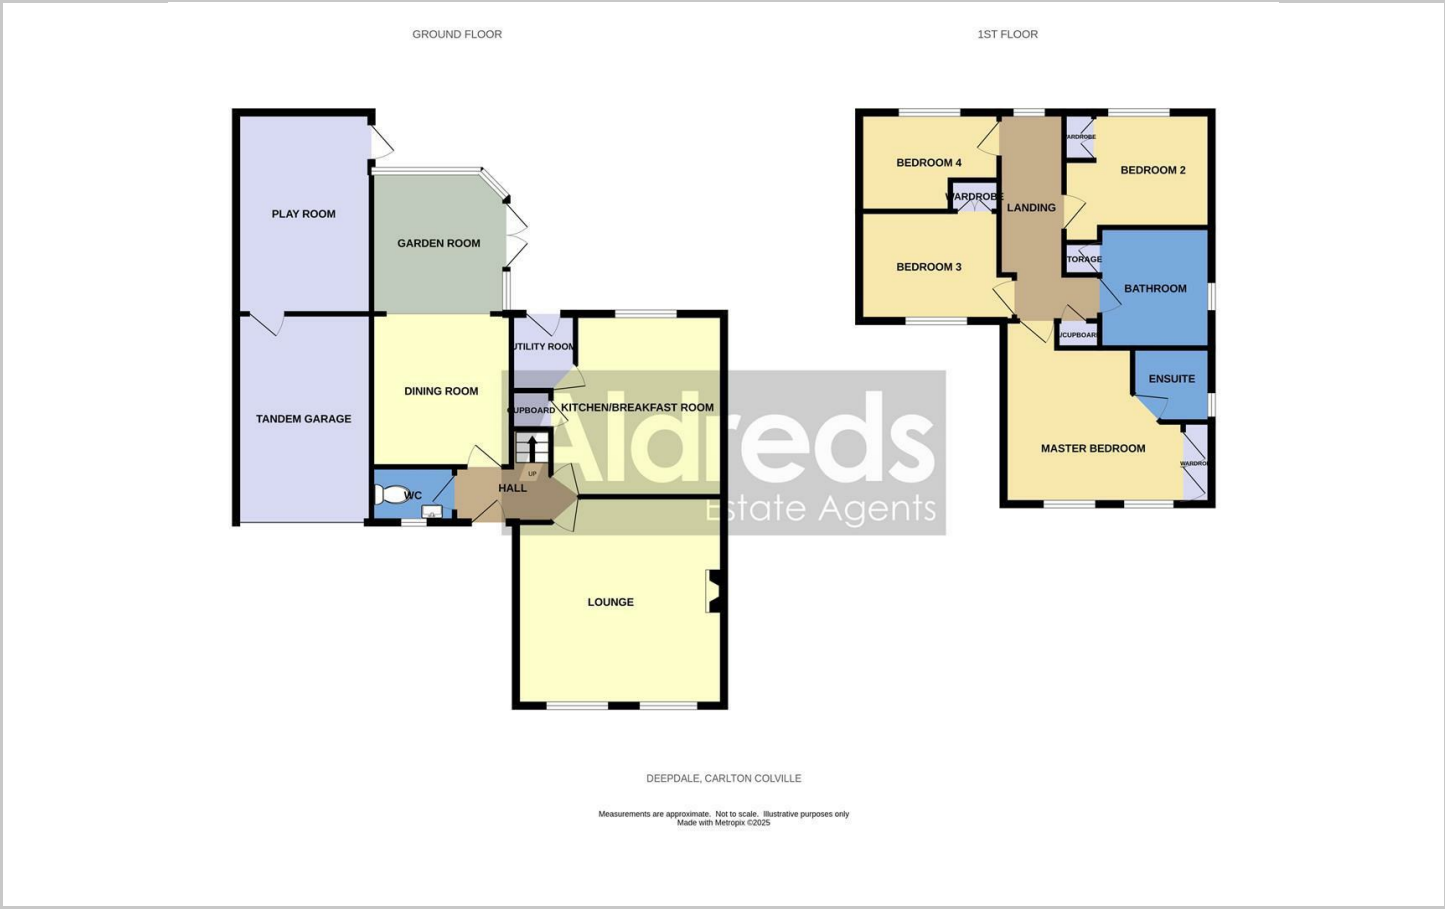 GROUND FLOOR
1ST FLOOR
PLAY ROOM
GARDEN ROOM
UTILITY ROOM
DINING ROOM
CUPBOARD
KITCHEN/BREAKFAST ROOM
TANDEM GARAGE
UP
WC
HALL
LOUNGE
BEDROOM 4
WARDROBE
BEDROOM 2
WARDROBE
LANDING
BEDROOM 3
STORAGE
BATHROOM
CUPBOARD
ENSUITE
MASTER BEDROOM
WARDROBE
Aldreds
Estate Agents
DEEPDALE, CARLTON COLVILLE
Measurements are approximate. Not to scale. Illustrative purposes only
Made with Metropix ©2025